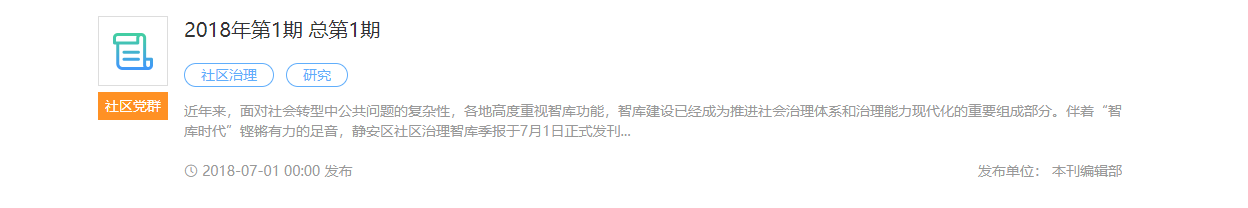 2018年第1期 总第1期
社区治理 研究
社区党群
近年来，面对社会转型中公共问题的复杂性，各地高度重视智库功能，智库建设已经成为推进社会治理体系和治理能力现代化的重要组成部分。伴着“智
库时代”铿锵有力的足音，静安区社区治理智库季报于7月1日正式发刊...
2018-07-01 00:00 发布 发布单位： 本刊编辑部